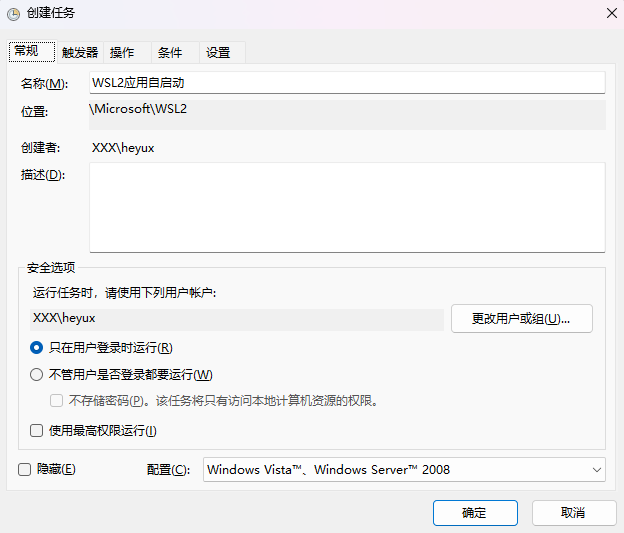 创建任务
常规 触发器 操作 条件 设置
名称(M): WSL2应用自启动
位置: \Microsoft\WSL2
创建者: XXX\heyux
描述(D):
安全选项
运行任务时，请使用下列用户帐户:
XXX\heyux 更改用户或组(U)...
只在用户登录时运行(R)
不管用户是否登录都要运行(W)
不存储密码(P)。该任务将只有访问本地计算机资源的权限。
使用最高权限运行(I)
隐藏(E) 配置(C): Windows Vista™、Windows Server™ 2008
确定 取消